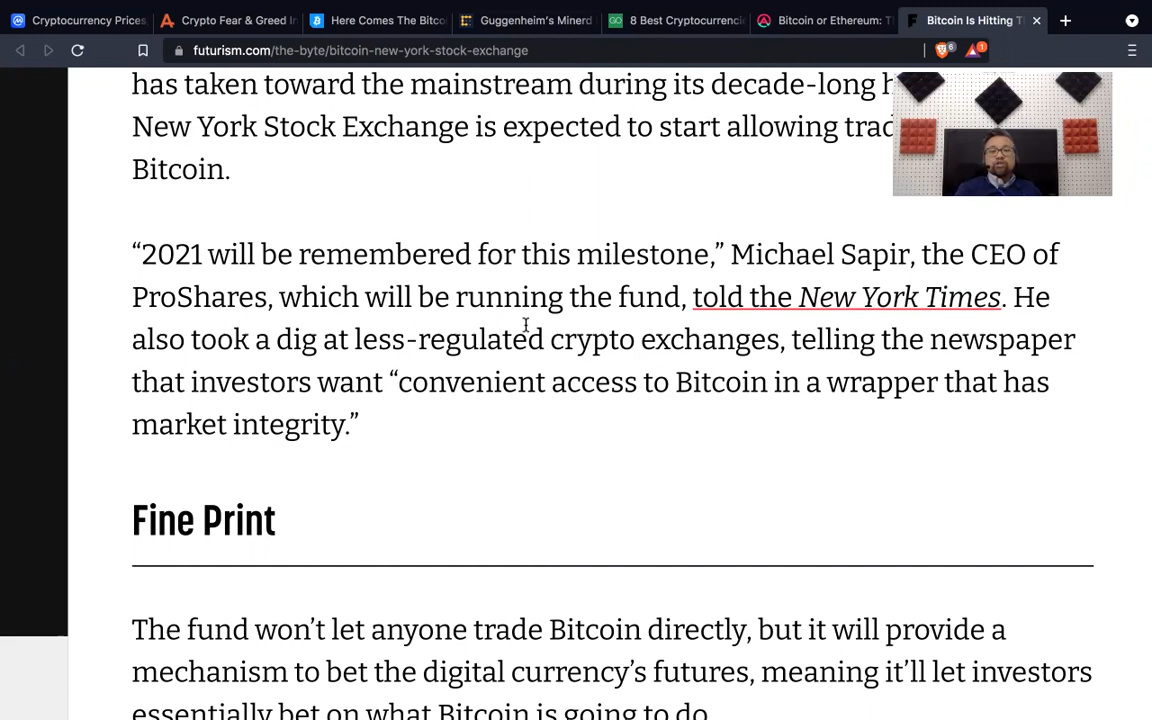 Cryptocurrency Prices,
Crypto Fear & Greed In
Here Comes The Bitco
Guggenheim's Minerd
8 Best Cryptocurrenci
Bitcoin or Ethereum: T
Bitcoin Is Hitting T
futurism.com/the-byte/bitcoin-new-york-stock-exchange
6
1
has taken toward the mainstream during its decade-long h
New York Stock Exchange is expected to start allowing trad
Bitcoin.
“2021 will be remembered for this milestone,” Michael Sapir, the CEO of
ProShares, which will be running the fund, told the New York Times. He
also took a dig at less-regulated crypto exchanges, telling the newspaper
that investors want “convenient access to Bitcoin in a wrapper that has
market integrity.”
Fine Print
The fund won’t let anyone trade Bitcoin directly, but it will provide a
mechanism to bet the digital currency’s futures, meaning it’ll let investors
essentially bet on what Bitcoin is going to do.